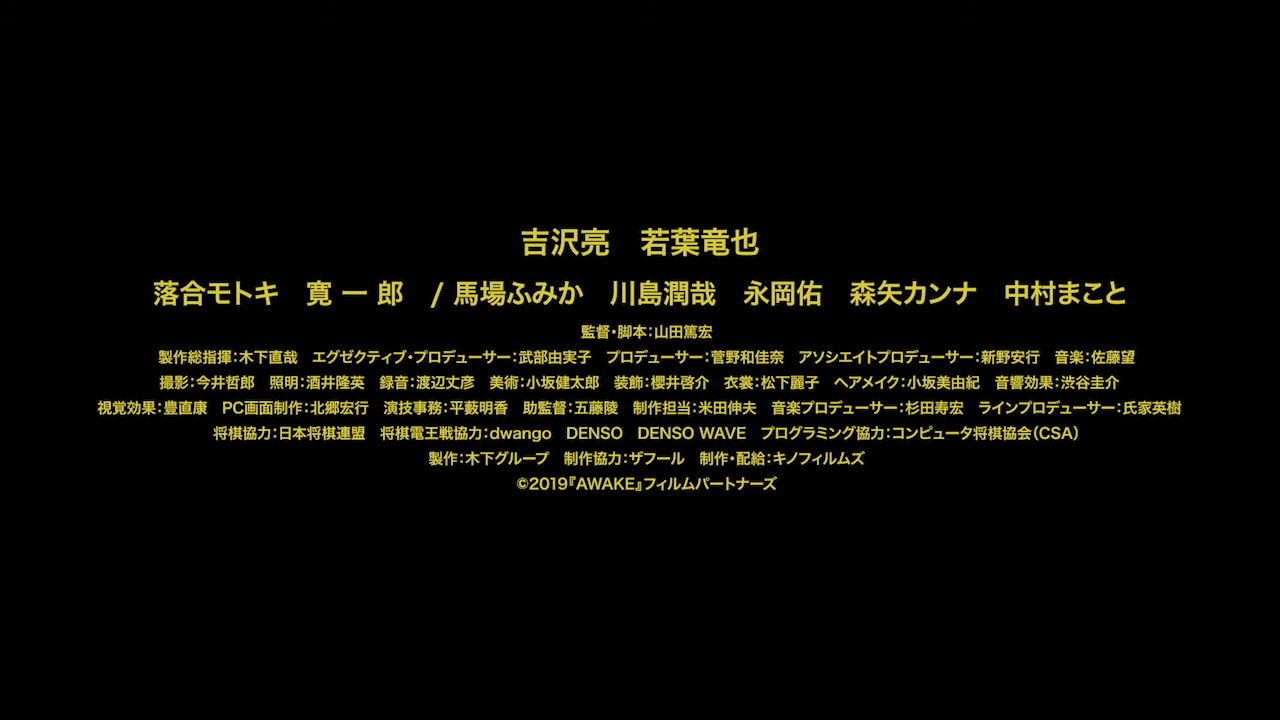 吉沢亮　若葉竜也
落合モトキ　寛 一 郎　/ 馬場ふみか　川島潤哉　永岡佑　森矢カンナ　中村まこと
監督・脚本：山田篤宏
製作総指揮：木下直哉　エグゼクティブ・プロデューサー：武部由実子　プロデューサー：菅野和佳奈　アソシエイトプロデューサー：新野安行　音楽：佐藤望
撮影：今井哲郎　照明：酒井隆英　録音：渡辺丈彦　美術：小坂健太郎　装飾：櫻井啓介　衣裳：松下麗子　ヘアメイク：小坂美由紀　音響効果：渋谷圭介
視覚効果：豊直康　PC画面制作：北郷宏行　演技事務：平藪明香　助監督：五藤陵　制作担当：米田伸夫　音楽プロデューサー：杉田寿宏　ラインプロデューサー：氏家英樹
将棋協力：日本将棋連盟　将棋電王戦協力：dwango　DENSO　DENSO WAVE　プログラミング協力：コンピュータ将棋協会（CSA）
製作：木下グループ　制作協力：ザフール　制作・配給：キノフィルムズ
©2019『AWAKE』フィルムパートナーズ